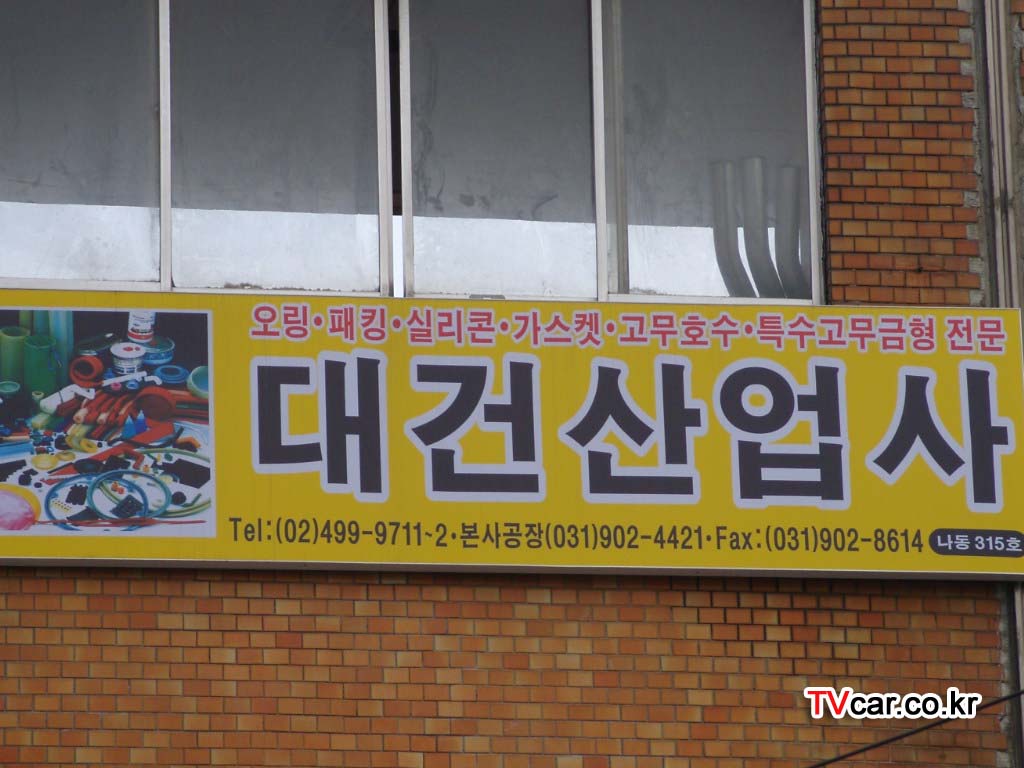 오링·패킹·실리콘·가스켓·고무호수·특수고무금형 전문
대건산업사
Tel:(02)499-9711~2·본사공장(031)902-4421·Fax:(031)902-8614 나동 315호
TVcar.co.kr